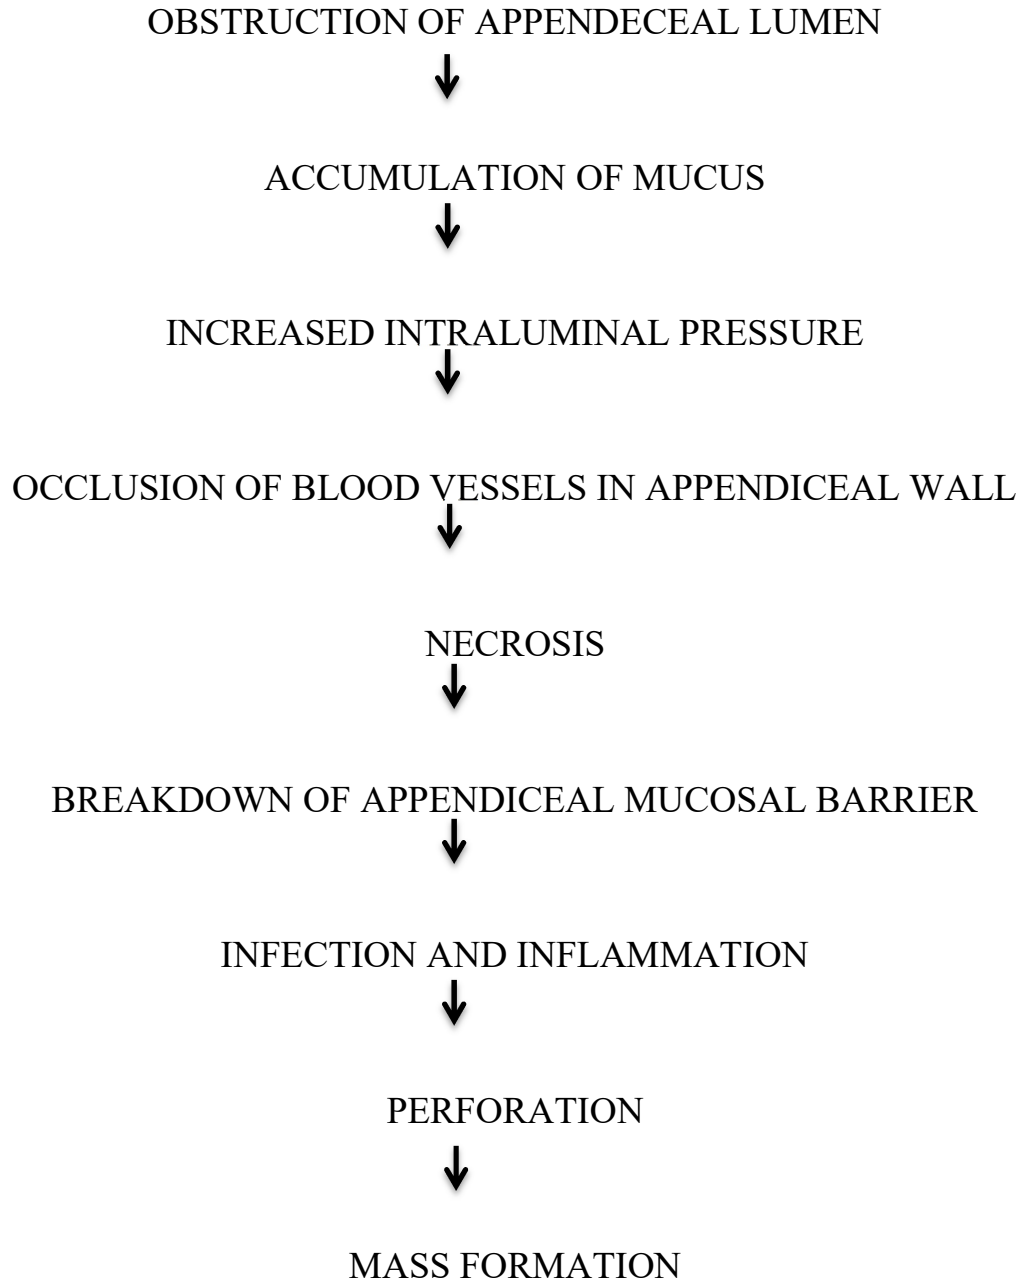 OBSTRUCTION OF APPENDECEAL LUMEN
ACCUMULATION OF MUCUS
INCREASED INTRALUMINAL PRESSURE
OCCLUSION OF BLOOD VESSELS IN APPENDICEAL WALL
NECROSIS
BREAKDOWN OF APPENDICEAL MUCOSAL BARRIER
INFECTION AND INFLAMMATION
PERFORATION
MASS FORMATION